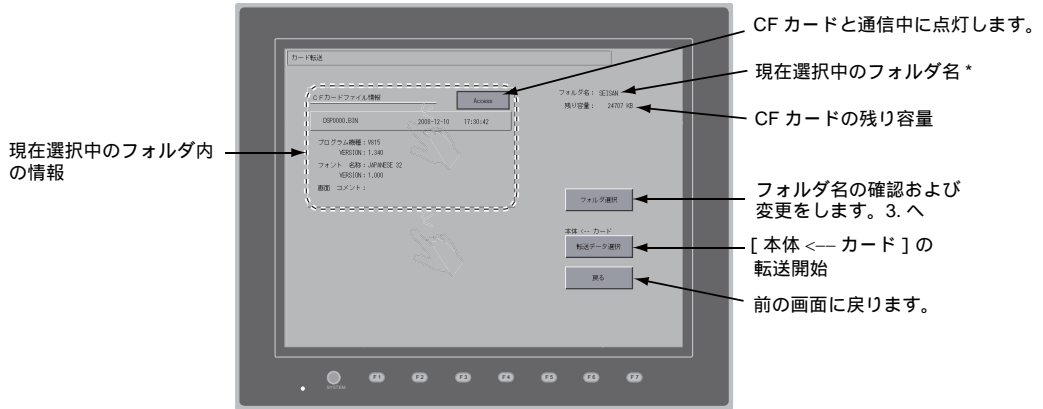 カード転送
CFカードファイル情報
Access
DSP0000.BIN 2008-12-10 17:30:42
プログラム機種：V815
VERSION：1.340
フォント 名称：JAPANESE 32
VERSION：1.000
画面 コメント：
フォルダ名： SEISAN
残り容量： 24707 KB
フォルダ選択
本体 <-- カード
転送データ選択
戻る
SYSTEM
F1
F2
F3
F4
F5
F6
F7
現在選択中のフォルダ内
の情報
CF カードと通信中に点灯します。
現在選択中のフォルダ名 *
CF カードの残り容量
フォルダ名の確認および
変更をします。3. へ
[ 本体 <-- カード ] の
転送開始
前の画面に戻ります。